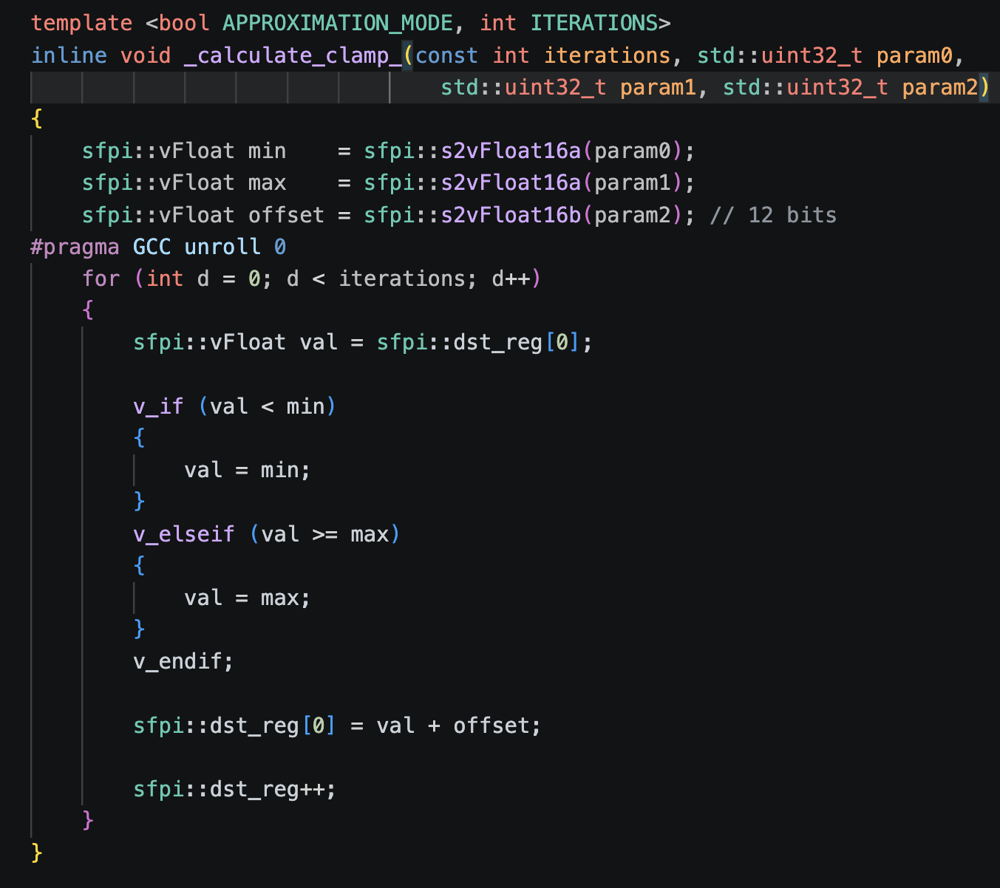 template <bool APPROXIMATION_MODE, int ITERATIONS>
inline void _calculate_clamp_(const int iterations, std::uint32_t param0,
                                std::uint32_t param1, std::uint32_t param2)
{
    sfpi::vFloat min    = sfpi::s2vFloat16a(param0);
    sfpi::vFloat max    = sfpi::s2vFloat16a(param1);
    sfpi::vFloat offset = sfpi::s2vFloat16b(param2); // 12 bits
#pragma GCC unroll 0
    for (int d = 0; d < iterations; d++)
    {
        sfpi::vFloat val = sfpi::dst_reg[0];

        v_if (val < min)
        {
            val = min;
        }
        v_elseif (val >= max)
        {
            val = max;
        }
        v_endif;

        sfpi::dst_reg[0] = val + offset;

        sfpi::dst_reg++;
    }
}